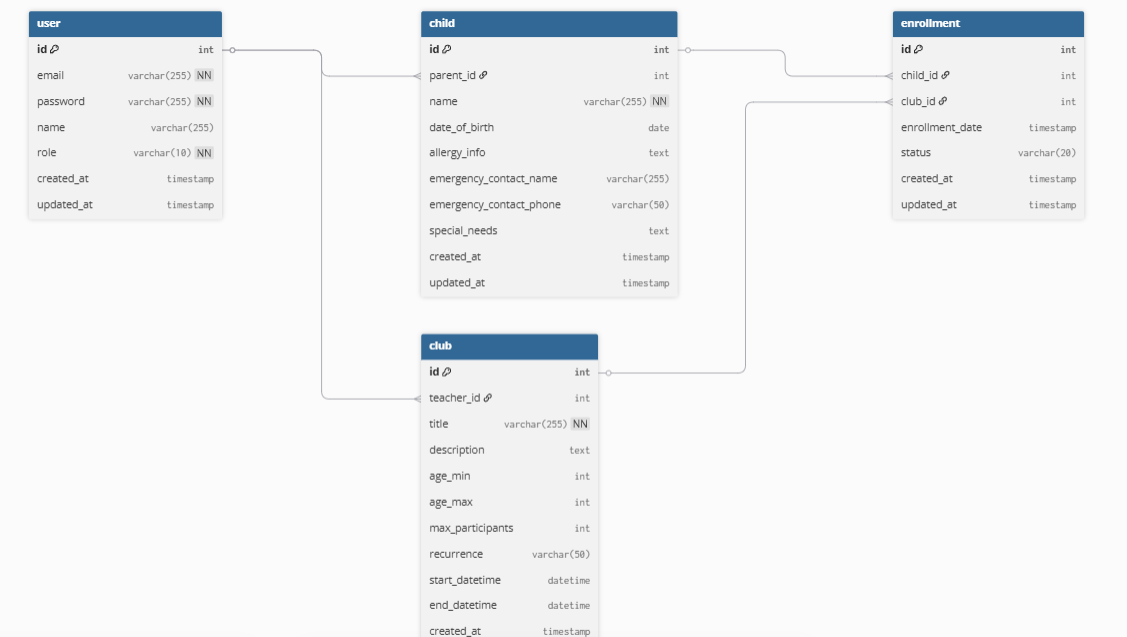 user
id int
email varchar(255) NN
password varchar(255) NN
name varchar(255)
role varchar(10) NN
created_at timestamp
updated_at timestamp
child
id int
parent_id int
name varchar(255) NN
date_of_birth date
allergy_info text
emergency_contact_name varchar(255)
emergency_contact_phone varchar(50)
special_needs text
created_at timestamp
updated_at timestamp
enrollment
id int
child_id int
club_id int
enrollment_date timestamp
status varchar(20)
created_at timestamp
updated_at timestamp
club
id int
teacher_id int
title varchar(255) NN
description text
age_min int
age_max int
max_participants int
recurrence varchar(50)
start_datetime datetime
end_datetime datetime
created_at timestamp